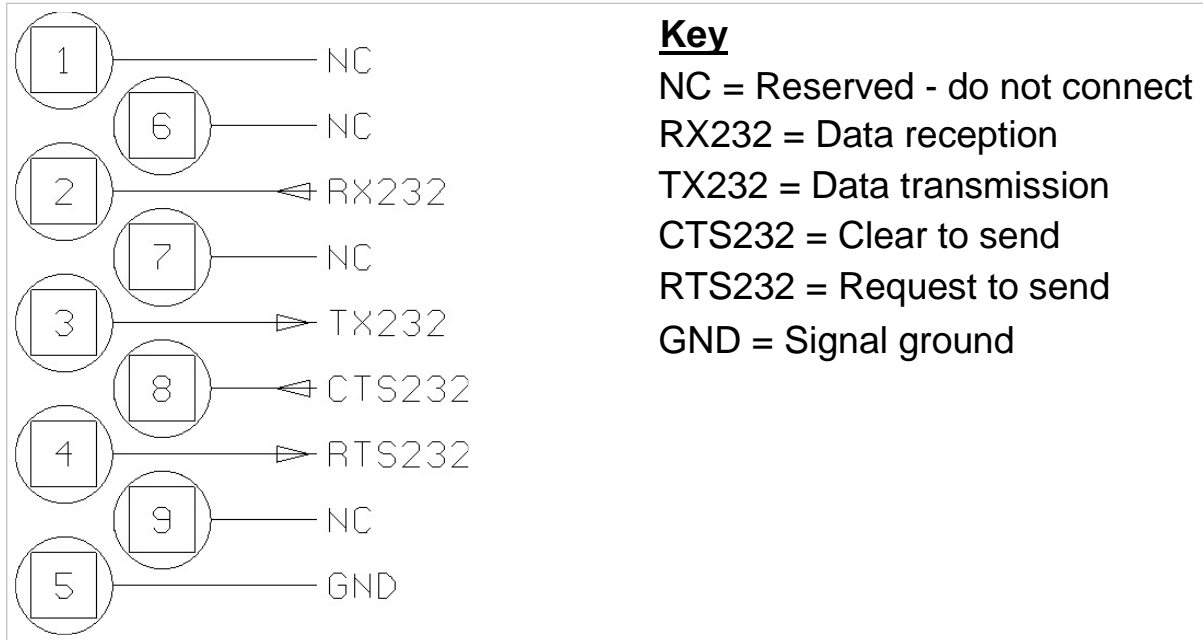 1 NC
6 NC
2 RX232
7 NC
3 TX232
8 CTS232
4 RTS232
9 NC
5 GND
Key
NC = Reserved - do not connect
RX232 = Data reception
TX232 = Data transmission
CTS232 = Clear to send
RTS232 = Request to send
GND = Signal ground